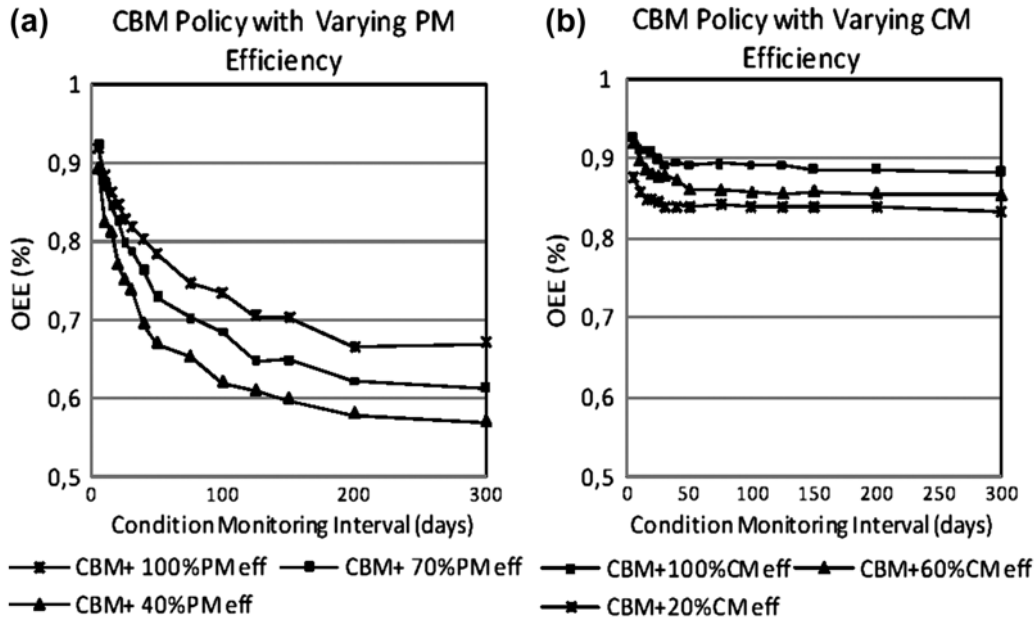 (a)
CBM Policy with Varying PM
Efficiency
1
0,9
0,8
0,7
0,6
0,5
OEE (%)
0 100 200 300
Condition Monitoring Interval (days)
CBM+ 100%PM eff CBM+ 70%PM eff
CBM+ 40%PM eff
(b)
CBM Policy with Varying CM
Efficiency
1
0,9
0,8
0,7
0,6
0,5
OEE (%)
0 50 100 150 200 300
Condition Monitoring Interval (days)
CBM+100%CM eff CBM+60%CM eff
CBM+20%CM eff